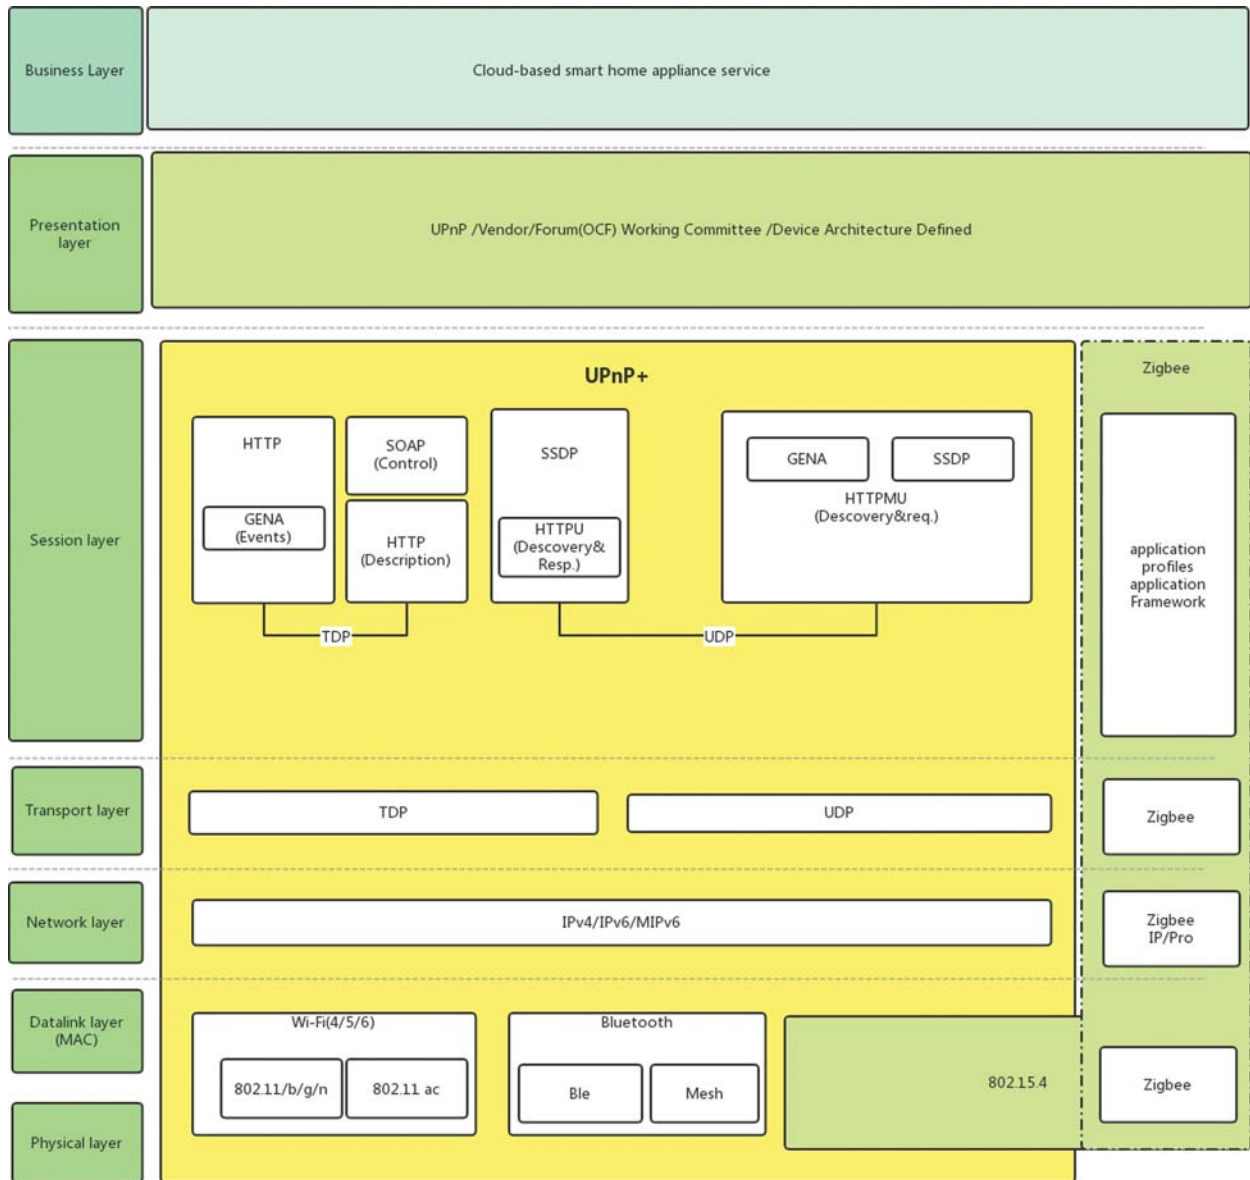 Business Layer
Cloud-based smart home appliance service
Presentation
layer
UPnP /Vendor/Forum(OCF) Working Committee /Device Architecture Defined
Session layer
UPnP+
HTTP
GENA
(Events)
SOAP
(Control)
HTTP
(Description)
TDP
SSDP
HTTPU
(Descovery&
Resp.)
GENA
SSDP
HTTPMU
(Descovery&req.)
UDP
Zigbee
application
profiles
application
Framework
Transport layer
TDP
UDP
Zigbee
Network layer
IPv4/IPv6/MIPv6
Zigbee
IP/Pro
Datalink layer
(MAC)
Wi-Fi(4/5/6)
802.11/b/g/n
802.11 ac
Bluetooth
Ble
Mesh
802.15.4
Zigbee
Physical layer